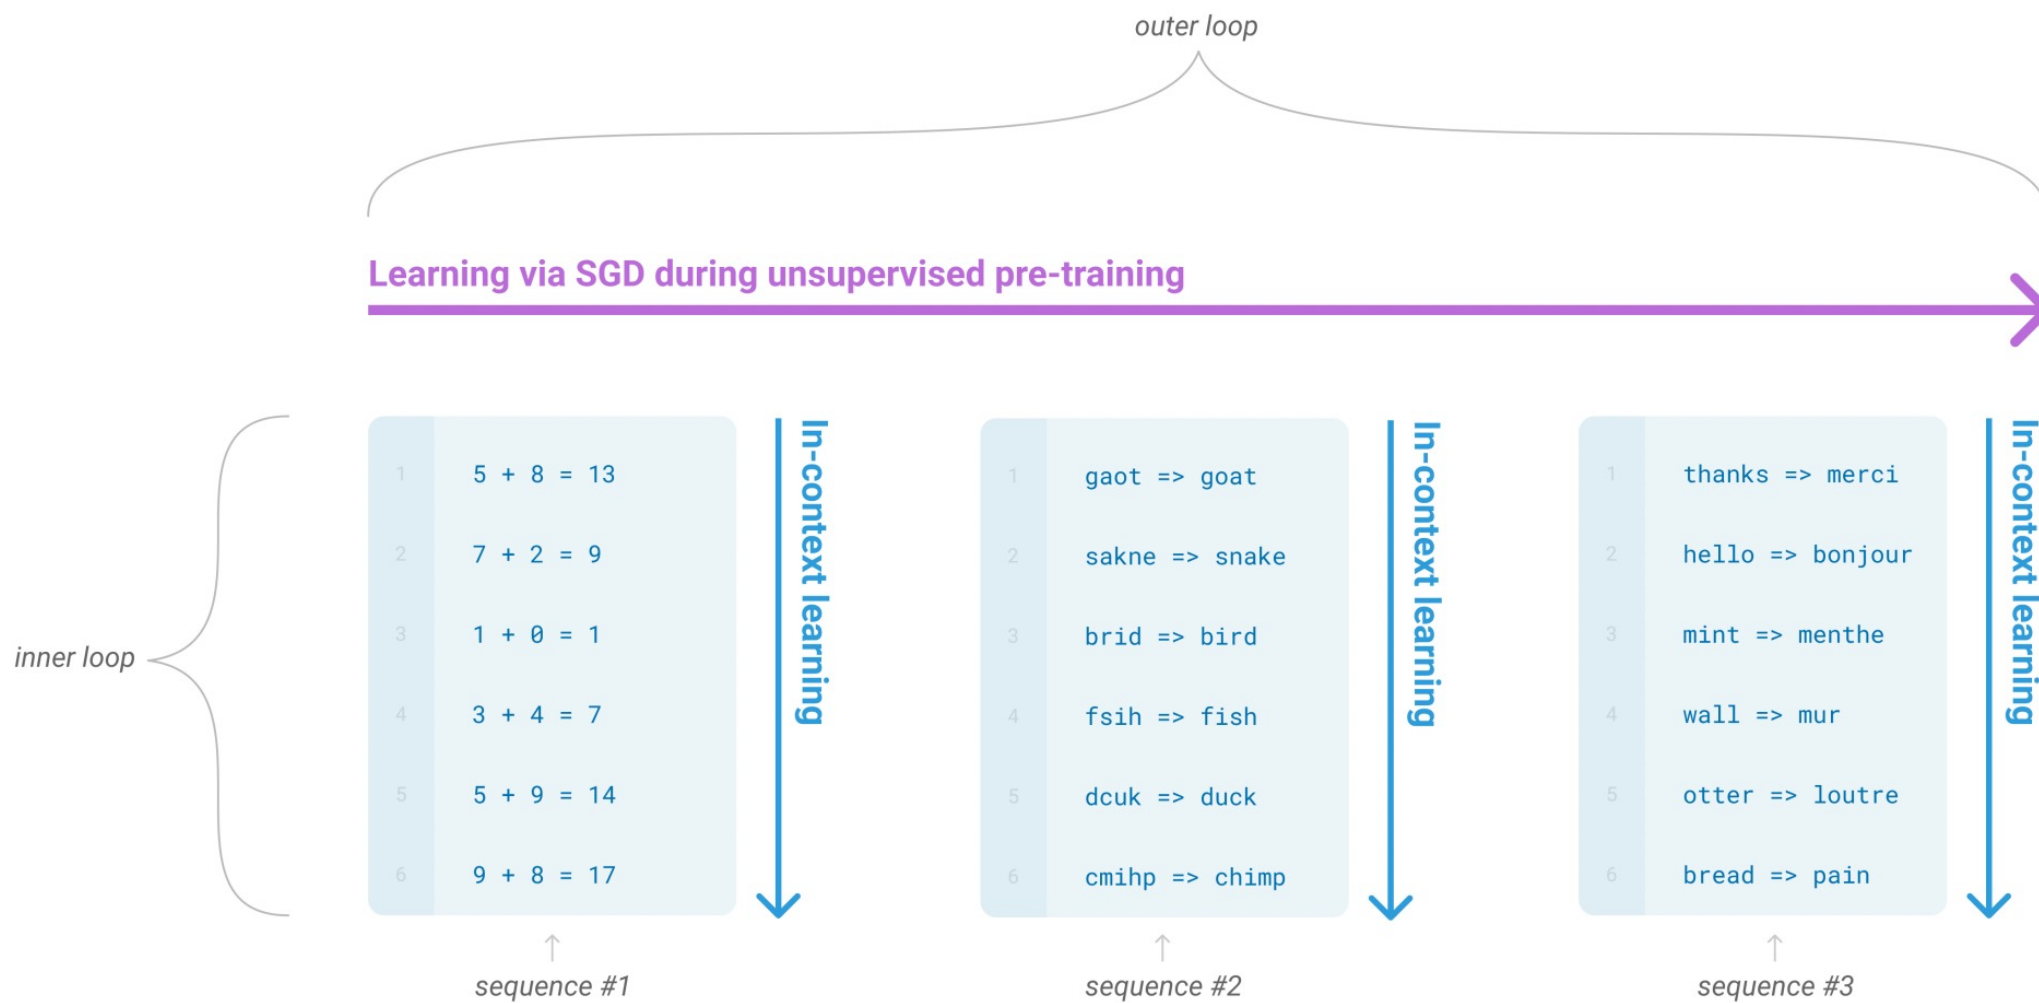 outer loop
Learning via SGD during unsupervised pre-training
inner loop
1 5 + 8 = 13
2 7 + 2 = 9
3 1 + 0 = 1
4 3 + 4 = 7
5 5 + 9 = 14
6 9 + 8 = 17
In-context learning
sequence #1
1 gaot => goat
2 sakne => snake
3 brid => bird
4 fsih => fish
5 dcuk => duck
6 cmihp => chimp
In-context learning
sequence #2
1 thanks => merci
2 hello => bonjour
3 mint => menthe
4 wall => mur
5 otter => loutre
6 bread => pain
In-context learning
sequence #3